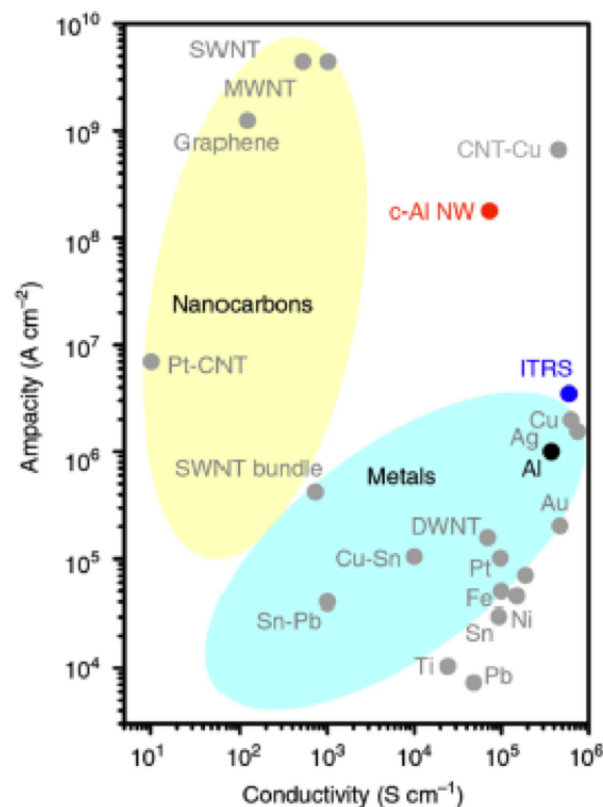 10¹⁰
SWNT
MWNT
10⁹
Graphene
CNT-Cu
c-Al NW
10⁸
Ampacity (A cm⁻²)
Nanocarbons
10⁷
Pt-CNT
ITRS
Cu
Ag
10⁶
Al
SWNT bundle
Metals
Au
DWNT
10⁵
Cu-Sn
Pt
Fe
Sn-Pb
Sn
Ni
10⁴
Ti
Pb
10¹ 10² 10³ 10⁴ 10⁵ 10⁶
Conductivity (S cm⁻¹)